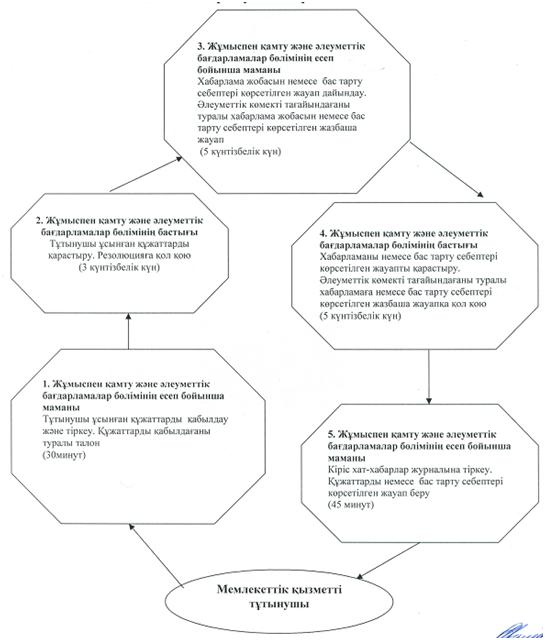 3. Жұмыспен қамту және әлеуметтік
бағдарламалар бөлімінің есеп
бойынша маманы
Хабарлама жобасын немесе бас тарту
себептері көрсетілген жауап дайындау.
Әлеуметтік көмекті тағайындағаны
туралы хабарлама жобасын немесе бас
тарту себептері көрсетілген жазбаша
жауап
(5 күнтізбелік күн)
2. Жұмыспен қамту және әлеуметтік
бағдарламалар бөлімінің бастығы
Тұтынушы ұсынған құжаттарды
қарастыру. Резолюцияға қол қою
(3 күнтізбелік күн)
4. Жұмыспен қамту және әлеуметтік
бағдарламалар бөлімінің бастығы
Хабарламаны немесе бас тарту себептері
көрсетілген жауапты қарастыру.
Әлеуметтік көмекті тағайындағаны туралы
хабарламаға немесе бас тарту себептері
көрсетілген жазбаша жауапқа қол қою
(5 күнтізбелік күн)
1. Жұмыспен қамту және әлеуметтік
бағдарламалар бөлімінің есеп бойынша
маманы
Тұтынушы ұсынған құжаттарды қабылдау
және тіркеу. Құжаттарды қабылдағаны
туралы талон
(30минут)
5. Жұмыспен қамту және әлеуметтік
бағдарламалар бөлімінің есеп бойынша
маманы
Кіріс хат-хабарлар журналына тіркеу.
Құжаттарды немесе бас тарту себептері
көрсетілген жауап беру
(45 минут)
Мемлекеттік қызметті
тұтынушы